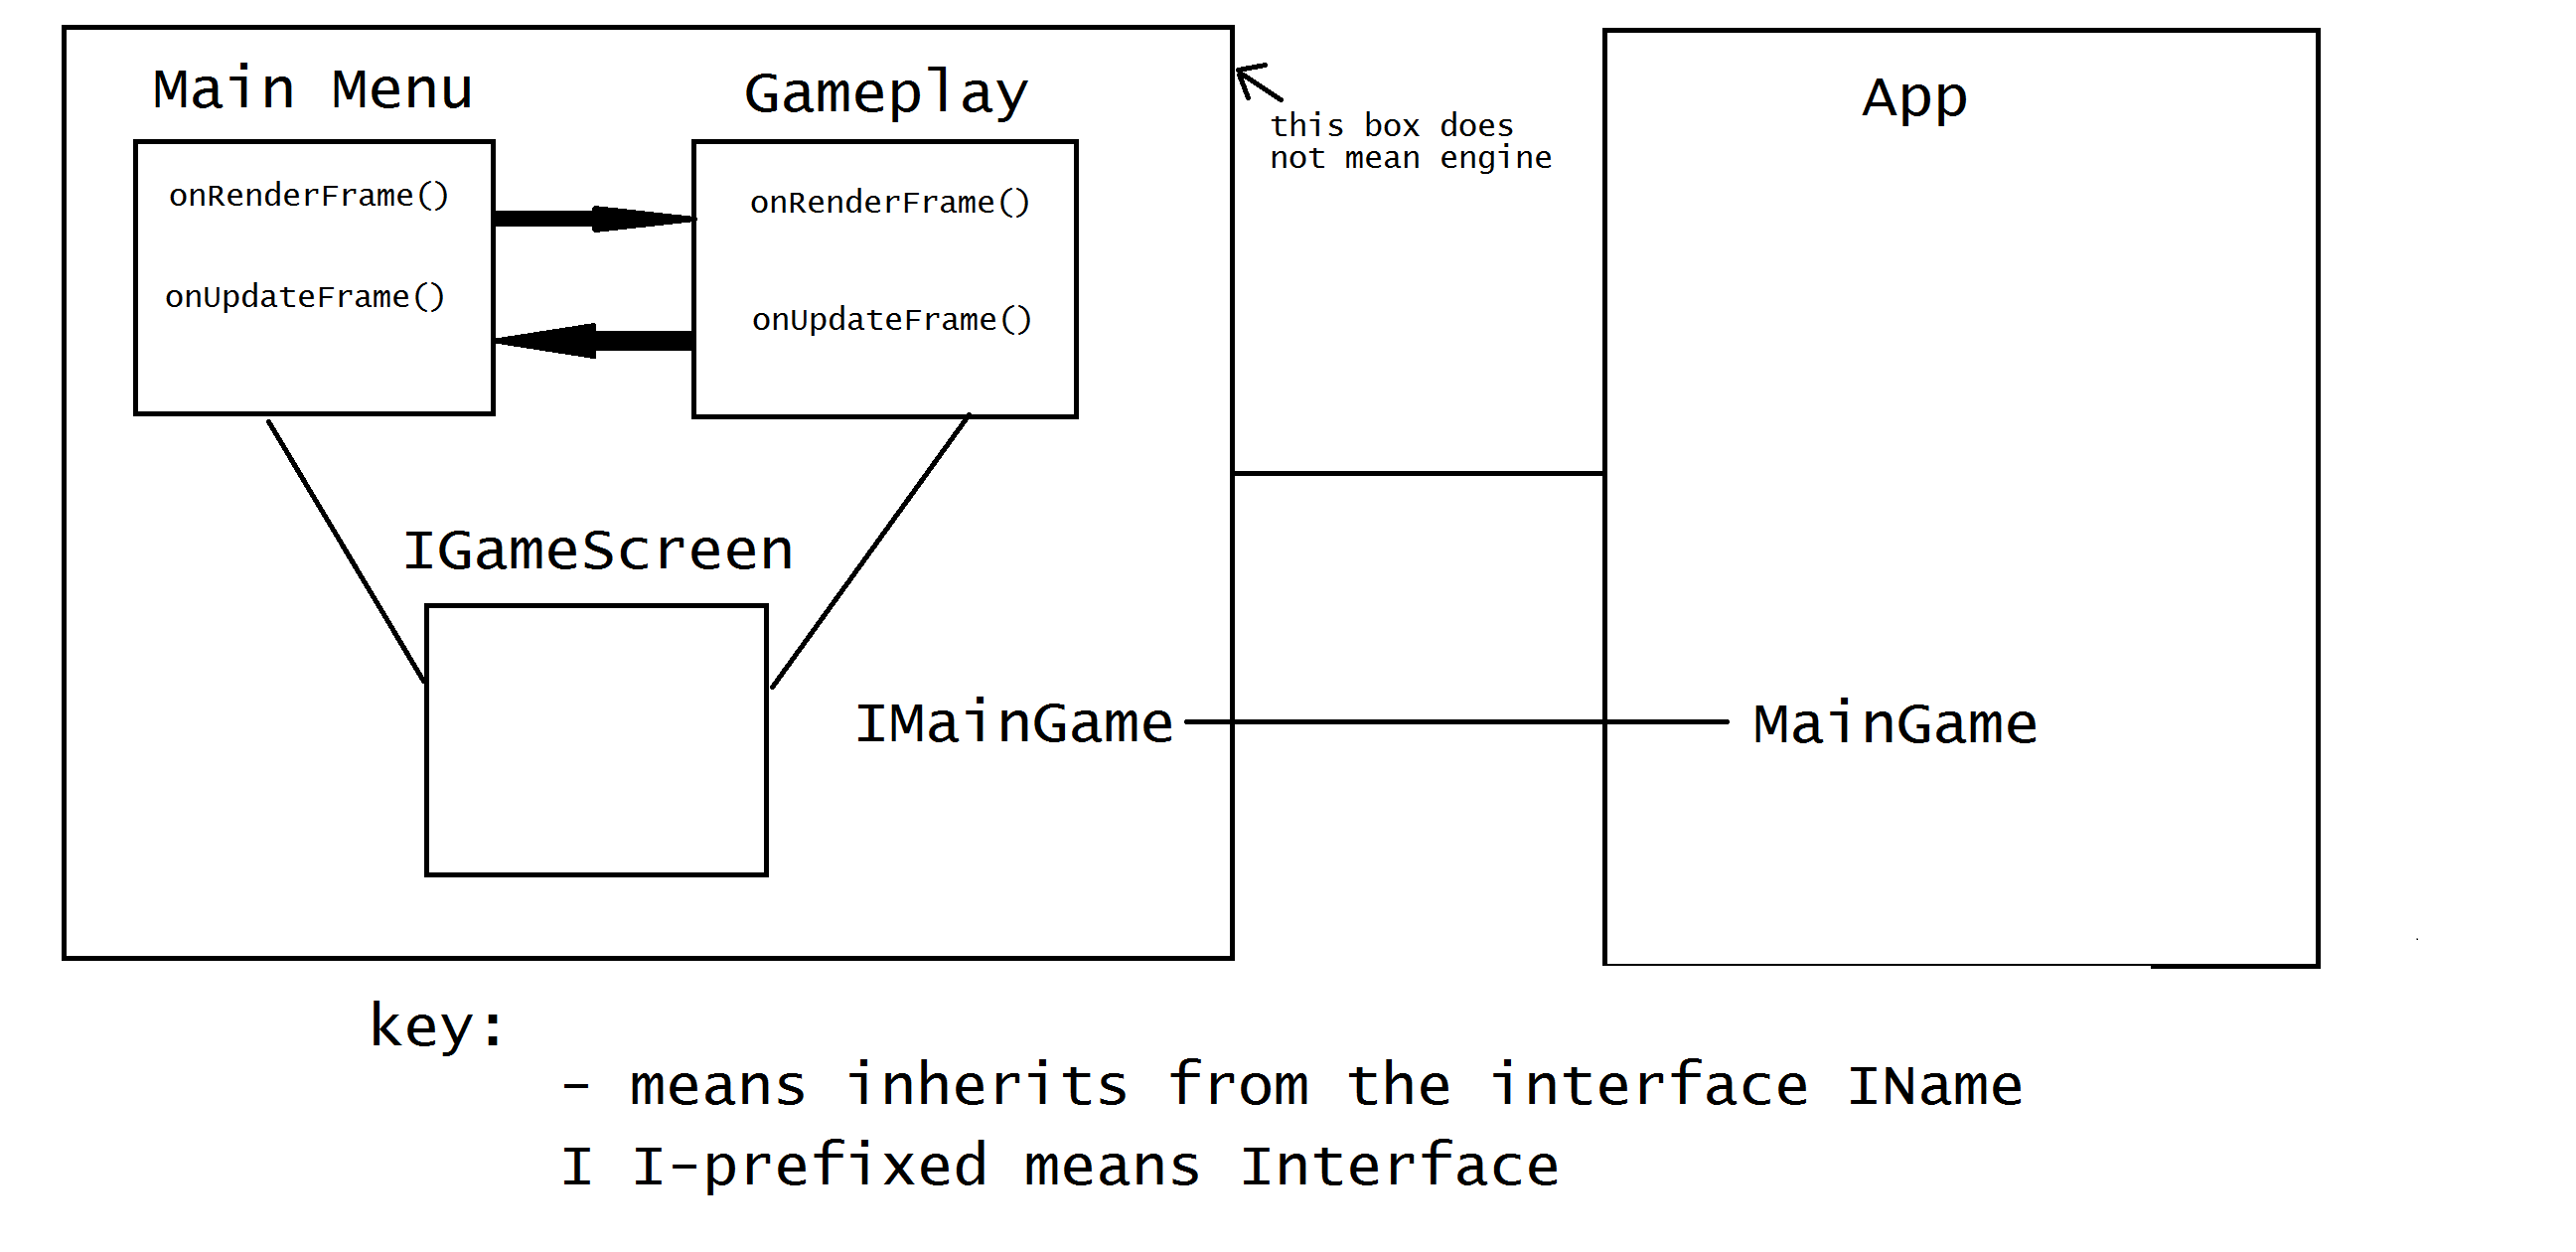 Main Menu
Gameplay
App
this box does
not mean engine
onRenderFrame()
onRenderFrame()
onUpdateFrame()
onUpdateFrame()
IGameScreen
IMainGame
MainGame
key:
- means inherits from the interface IName
I I-prefixed means Interface